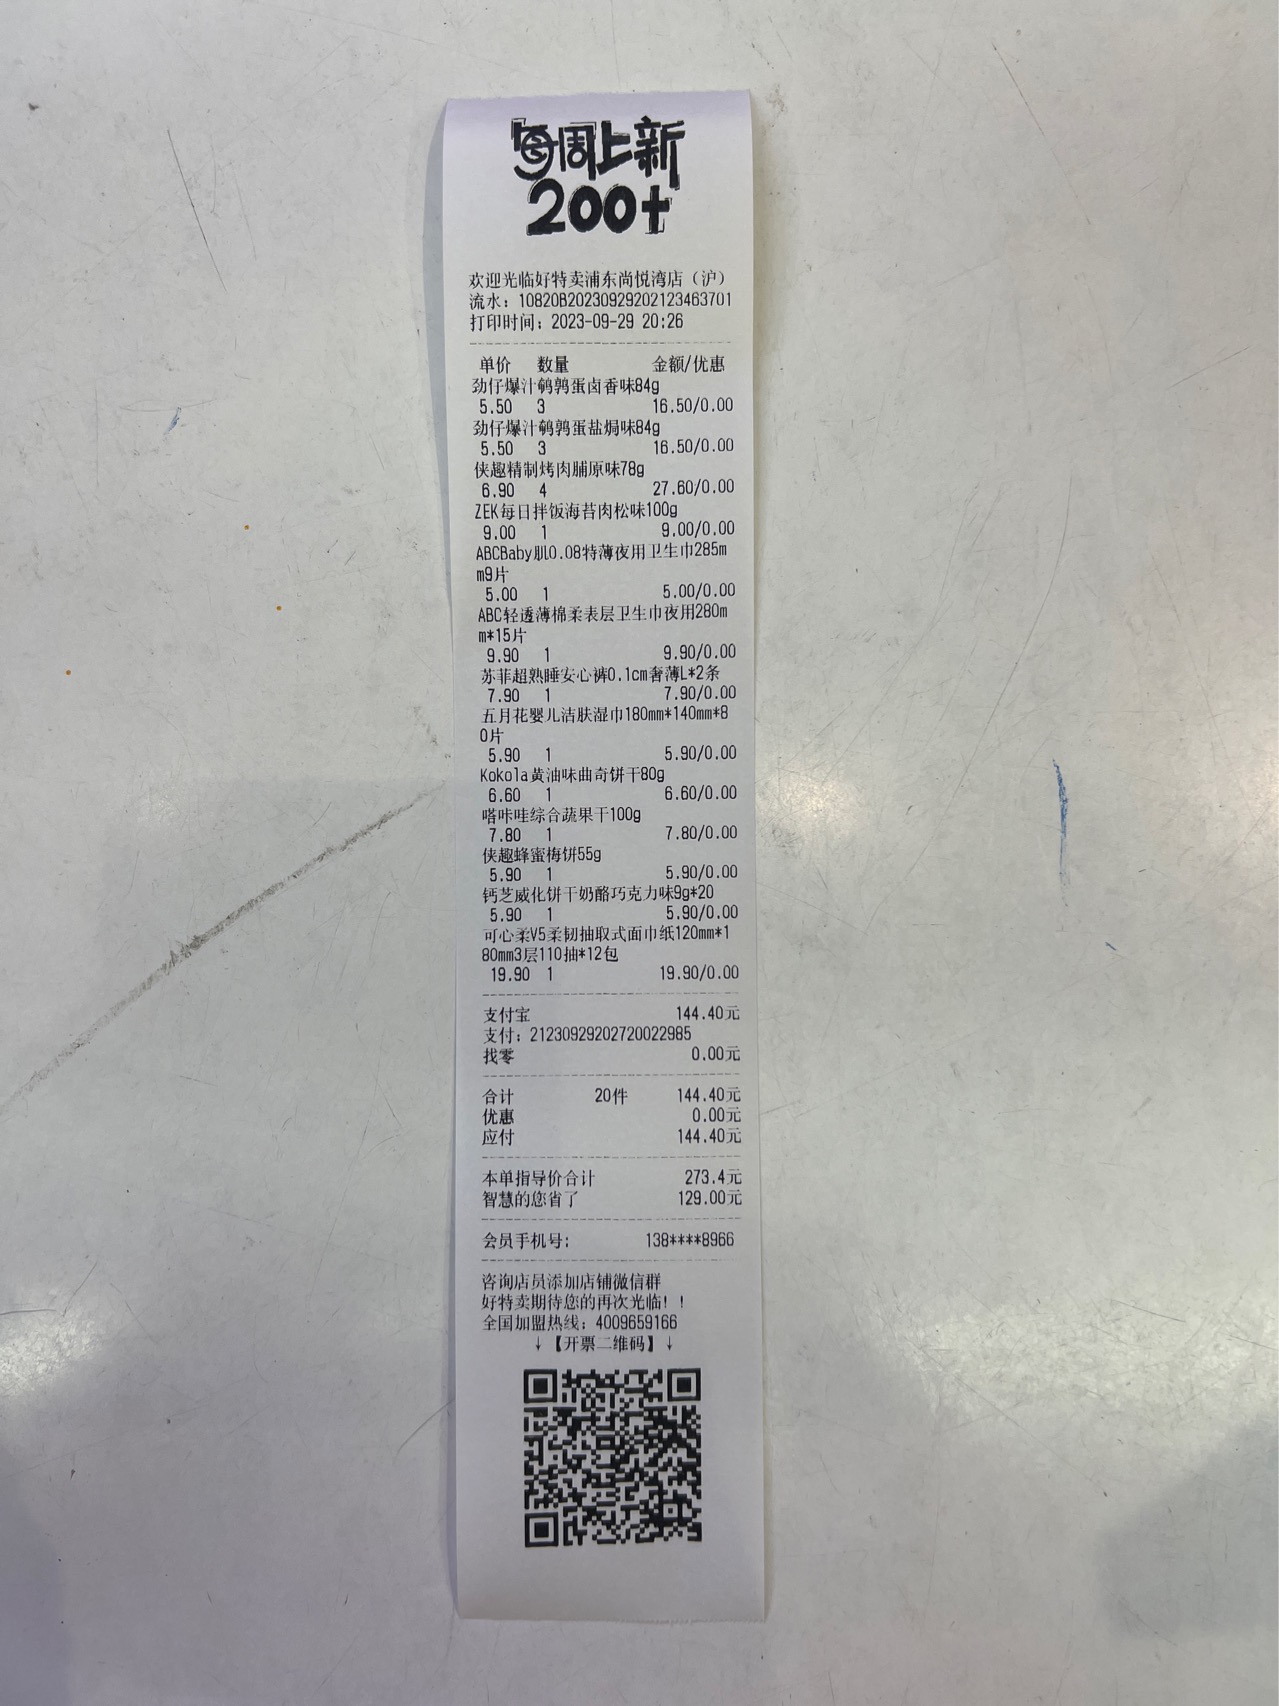 每周上新
200+
欢迎光临好特卖浦东尚悦湾店（沪）
流水：10820B20230929202123463701
打印时间：2023-09-29 20:26
单价 数量 金额/优惠
劲仔爆汁鹌鹑蛋卤香味84g
5.50 3 16.50/0.00
劲仔爆汁鹌鹑蛋盐焗味84g
5.50 3 16.50/0.00
侠趣精制烤肉脯原味78g
6.90 4 27.60/0.00
ZEK每日拌饭海苔肉松味100g
9.00 1 9.00/0.00
ABCBaby肌0.08特薄夜用卫生巾285m
m9片
5.00 1 5.00/0.00
ABC轻透薄棉柔表层卫生巾夜用280m
m*15片
9.90 1 9.90/0.00
苏菲超熟睡安心裤0.1cm奢薄L*2条
7.90 1 7.90/0.00
五月花婴儿洁肤湿巾180mm*140mm*8
0片
5.90 1 5.90/0.00
Kokola黄油味曲奇饼干80g
6.60 1 6.60/0.00
嗒咔哇综合蔬果干100g
7.80 1 7.80/0.00
侠趣蜂蜜梅饼55g
5.90 1 5.90/0.00
钙芝威化饼干奶酪巧克力味9g*20
5.90 1 5.90/0.00
可心柔V5柔韧抽取式面巾纸120mm*1
80mm3层110抽*12包
19.90 1 19.90/0.00
支付宝 144.40元
支付：21230929202720022985
找零 0.00元
合计 20件 144.40元
优惠 0.00元
应付 144.40元
本单指导价合计 273.4元
智慧的您省了 129.00元
会员手机号： 138****8966
咨询店员添加店铺微信群
好特卖期待您的再次光临！！
全国加盟热线：4009659166
↓【开票二维码】↓